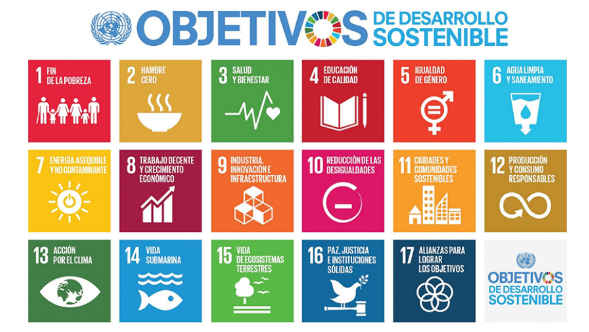 OBJETIVOS DE DESARROLLO SOSTENIBLE
1 FIN
DE LA POBREZA
2 HAMBRE
CERO
3 SALUD
Y BIENESTAR
4 EDUCACIÓN
DE CALIDAD
5 IGUALDAD
DE GÉNERO
6 AGUA LIMPIA
Y SANEAMIENTO
7 ENERGÍA ASEQUIBLE
Y NO CONTAMINANTE
8 TRABAJO DECENTE
Y CRECIMIENTO
ECONÓMICO
9 INDUSTRIA,
INNOVACIÓN E
INFRAESTRUCTURA
10 REDUCCIÓN DE LAS
DESIGUALDADES
11 CIUDADES Y
COMUNIDADES
SOSTENIBLES
12 PRODUCCIÓN
Y CONSUMO
RESPONSABLES
13 ACCIÓN
POR EL CLIMA
14 VIDA
SUBMARINA
15 VIDA
DE ECOSISTEMAS
TERRESTRES
16 PAZ, JUSTICIA
E INSTITUCIONES
SÓLIDAS
17 ALIANZAS PARA
LOGRAR
LOS OBJETIVOS
OBJETIVOS
DE DESARROLLO
SOSTENIBLE